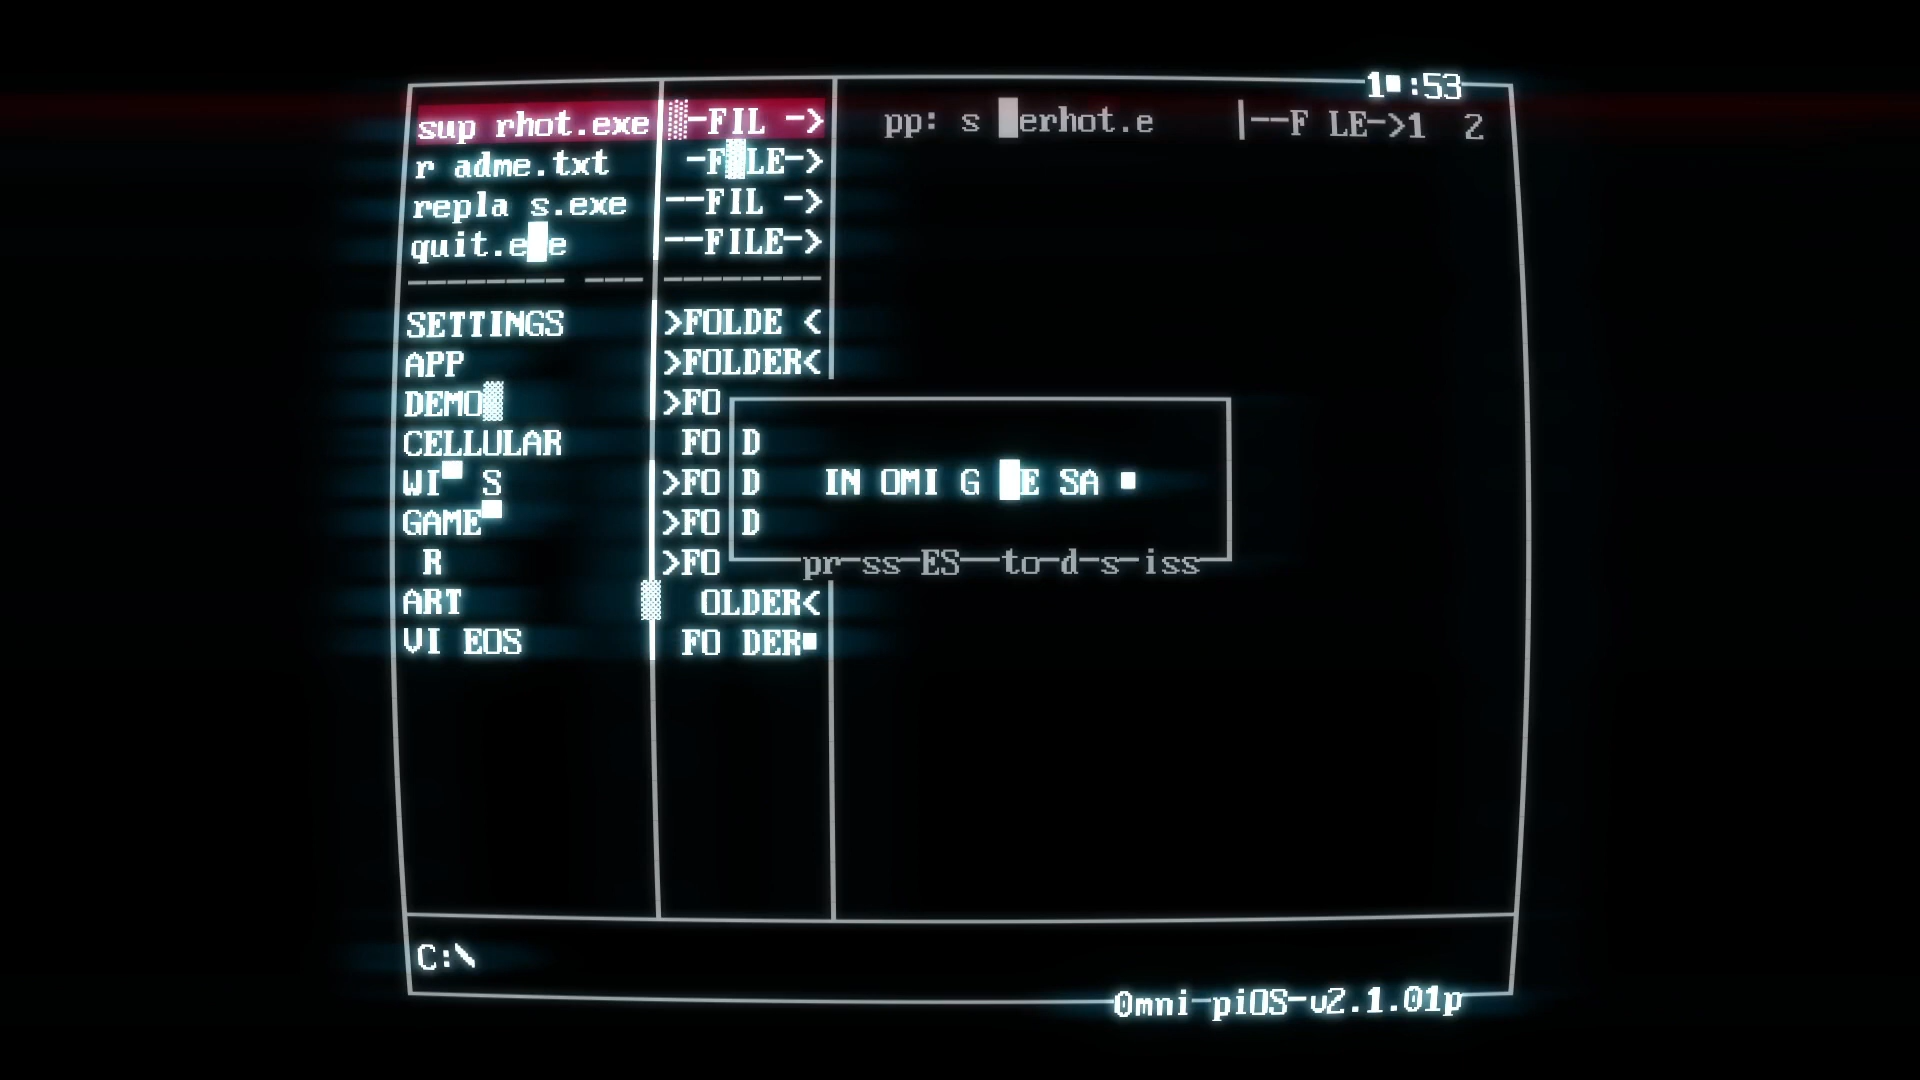 sup rhot.exe -FIL -> pp: s erhot.e |--F LE->1 2
1 :53
r adme.txt -F LE->
repla s.exe --FIL ->
quit.e e --FILE->
SETTINGS >FOLDE <
APP >FOLDER<
DEMO >FO
CELLULAR FO D
WI S >FO D
GAME >FO D
R >FO
ART OLDER<
VI EOS FO DER
IN OMI G E SA
pr ss ES to d s iss
C:\
Omni piOS-v2.1.01p